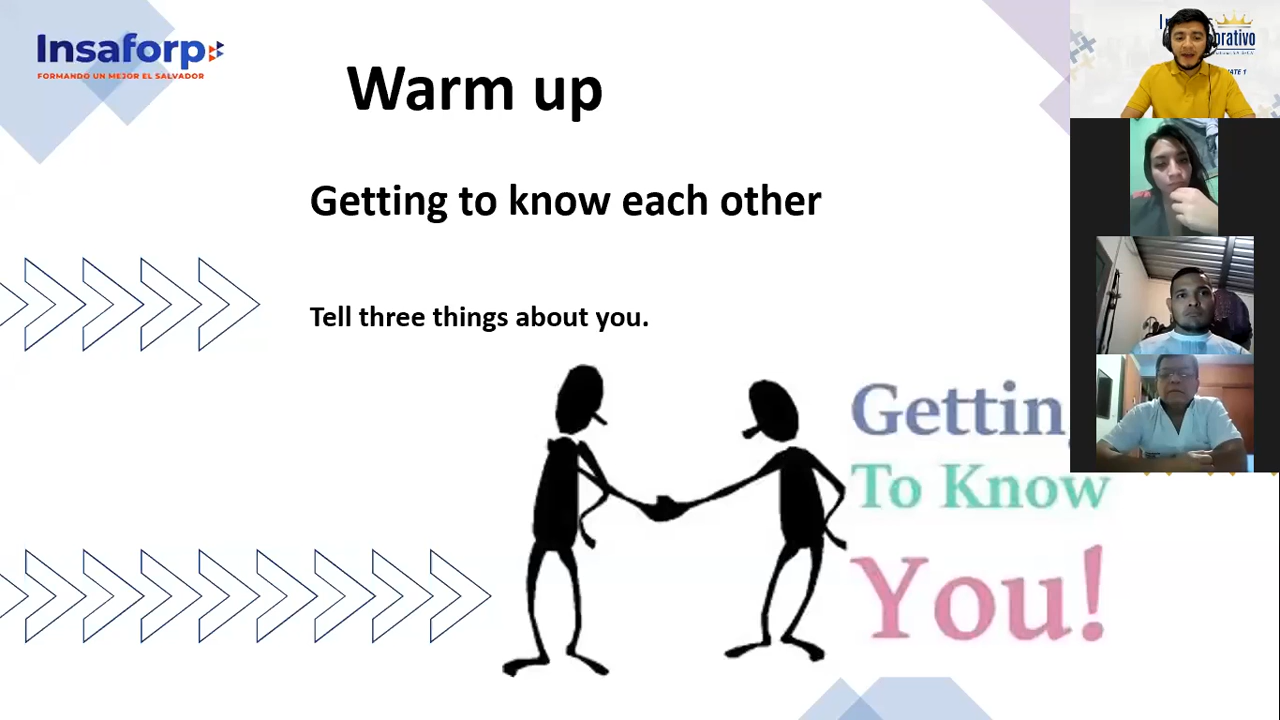 Insaforp
FORMANDO UN MEJOR EL SALVADOR
Warm up
Getting to know each other
Tell three things about you.
Gettin
To Know
You!